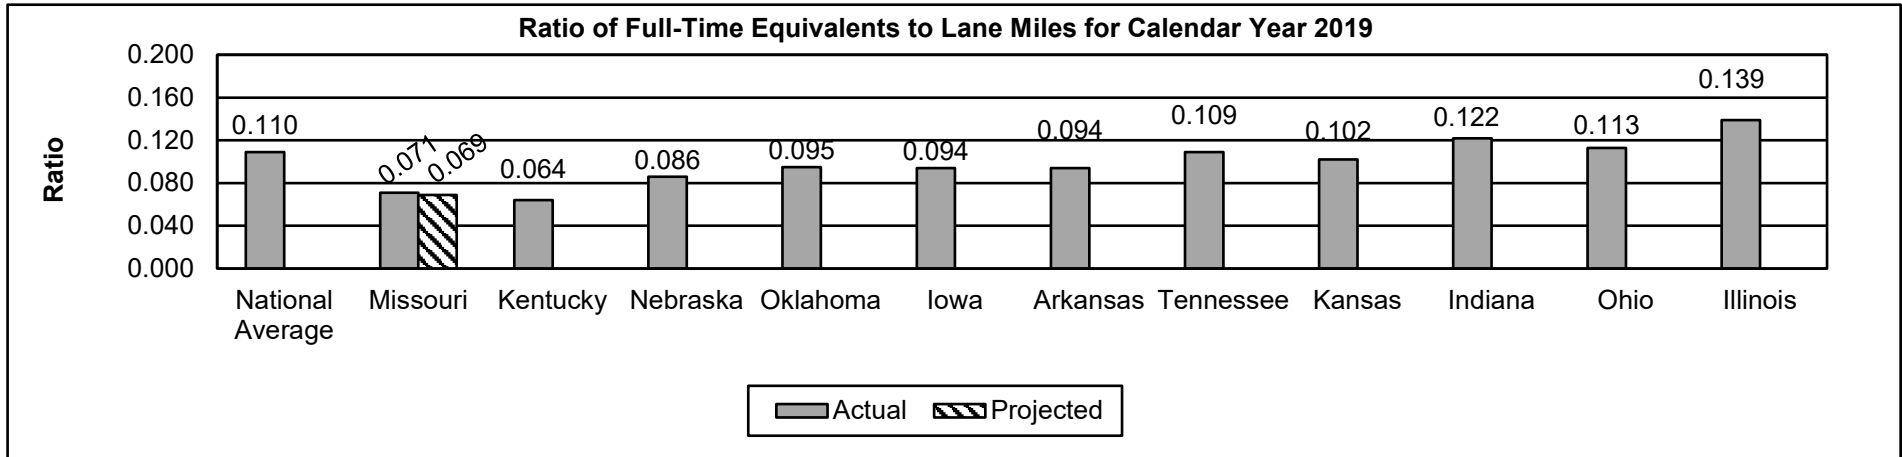 Ratio of Full-Time Equivalents to Lane Miles for Calendar Year 2019
Ratio
0.200
0.160
0.120
0.080
0.040
0.000
0.110
0.071
0.069
0.064
0.086
0.095
0.094
0.094
0.109
0.102
0.122
0.113
0.139
National
Average
Missouri
Kentucky
Nebraska
Oklahoma
Iowa
Arkansas
Tennessee
Kansas
Indiana
Ohio
Illinois
Actual
Projected